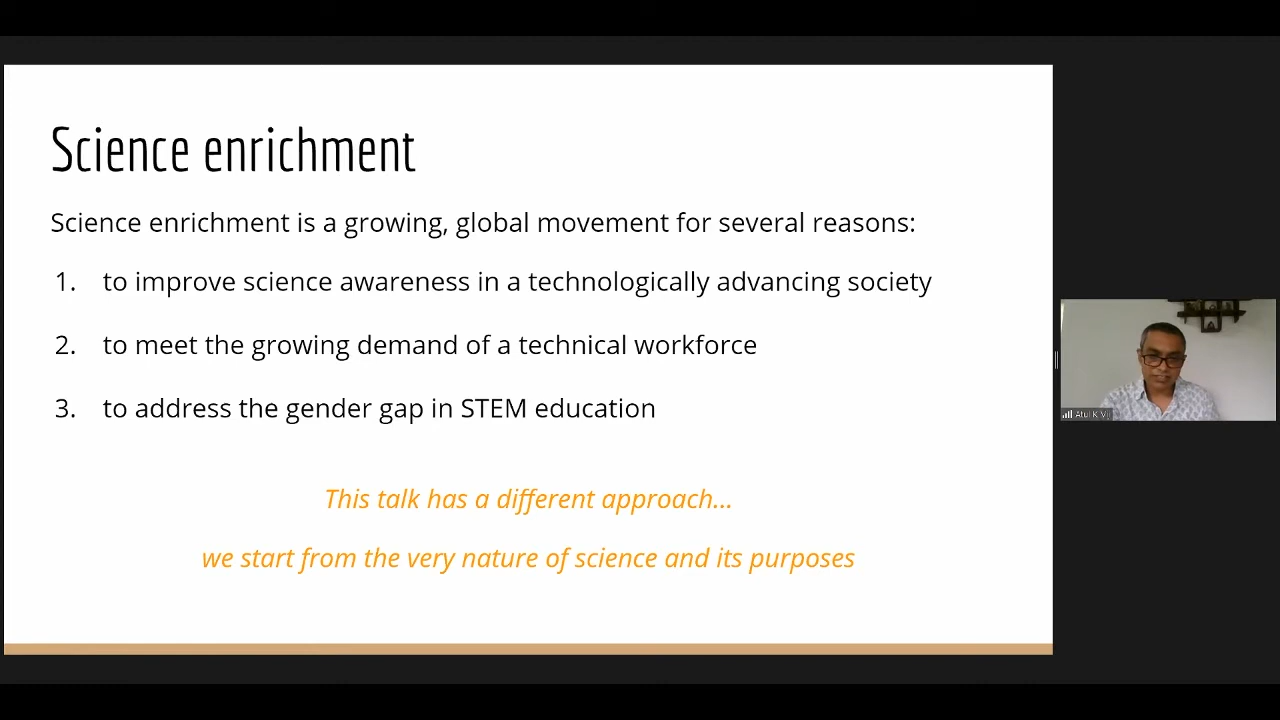 Science enrichment
Science enrichment is a growing, global movement for several reasons:
1. to improve science awareness in a technologically advancing society
2. to meet the growing demand of a technical workforce
3. to address the gender gap in STEM education
This talk has a different approach...
we start from the very nature of science and its purposes
Atul K Vij